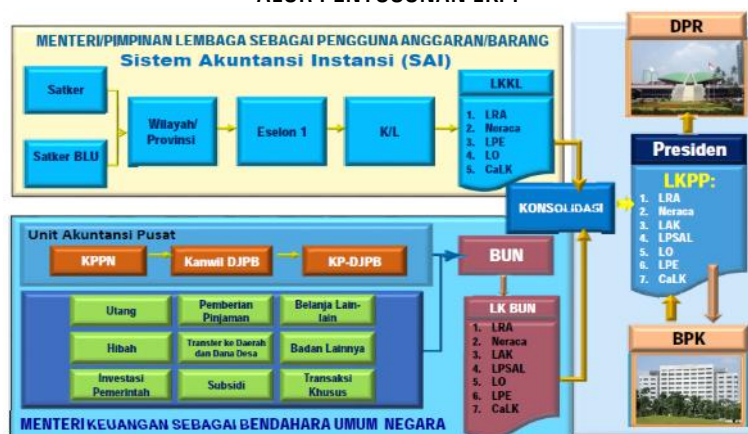 ALUR PENYUSUNAN LKPP
MENTERI/PIMPINAN LEMBAGA SEBAGAI PENGGUNA ANGGARAN/BARANG
Sistem Akuntansi Instansi (SAI)
Satker
Satker BLU
Wilayah/
Provinsi
Eselon 1
K/L
LKKL
1. LRA
2. Neraca
3. LPE
4. LO
5. CaLK
KONSOLIDASI
DPR
Presiden
LKPP:
1. LRA
2. Neraca
3. LAK
4. LPSAL
5. LO
6. LPE
7. CaLK
BPK
Unit Akuntansi Pusat
KPPN
Kanwil DJPB
KP-DJPB
BUN
Utang
Pemberian
Pinjaman
Belanja Lain-
lain
Hibah
Transfer ke Daerah
dan Dana Desa
Badan Lainnya
Investasi
Pemerintah
Subsidi
Transaksi
Khusus
LK BUN
1. LRA
2. Neraca
3. LAK
4. LPSAL
5. LO
6. LPE
7. CaLK
MENTERI KEUANGAN SEBAGAI BENDAHARA UMUM NEGARA